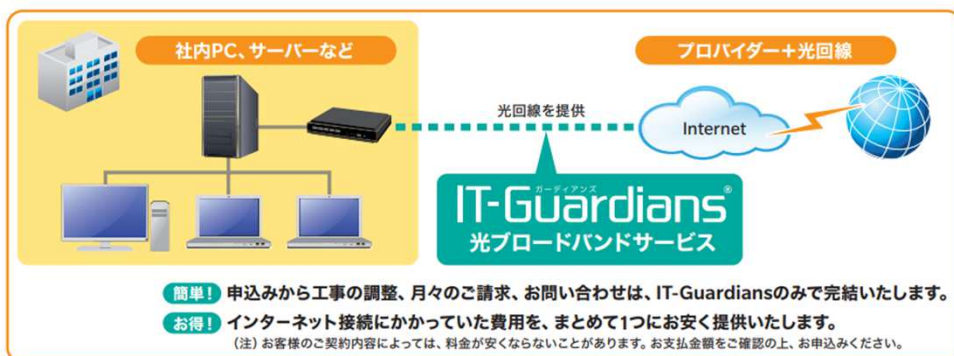 社内PC、サーバーなど
プロバイダー+光回線
光回線を提供
Internet
ガーディアンズ
IT-Guardians®
光ブロードバンドサービス
簡単! 申込みから工事の調整、月々のご請求、お問い合わせは、IT-Guardiansのみで完結いたします。
お得! インターネット接続にかかっていた費用を、まとめて1つにお安く提供いたします。
(注)お客様のご契約内容によっては、料金が安くならないことがあります。お支払金額をご確認の上、お申込みください。